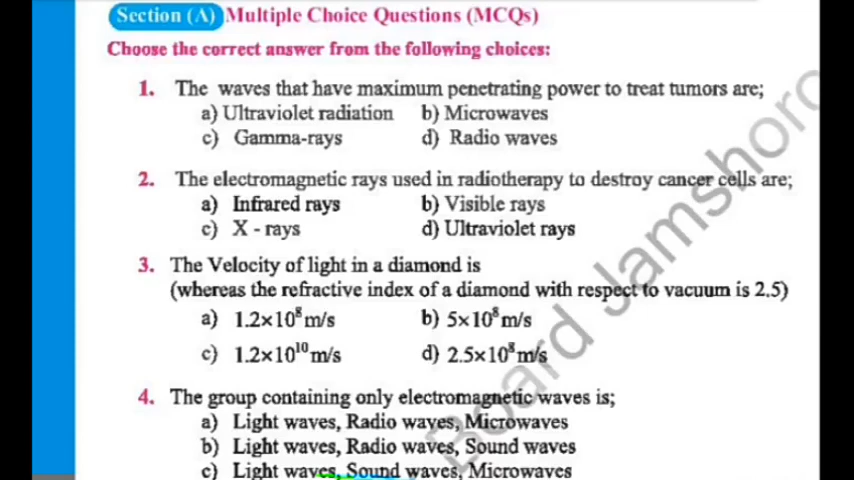 Section (A) Multiple Choice Questions (MCQs)
Choose the correct answer from the following choices:
1. The waves that have maximum penetrating power to treat tumors are;
a) Ultraviolet radiation b) Microwaves
c) Gamma-rays d) Radio waves
2. The electromagnetic rays used in radiotherapy to destroy cancer cells are;
a) Infrared rays b) Visible rays
c) X - rays d) Ultraviolet rays
3. The Velocity of light in a diamond is
(whereas the refractive index of a diamond with respect to vacuum is 2.5)
a) 1.2×10⁸ m/s b) 5×10⁸ m/s
c) 1.2×10¹⁰ m/s d) 2.5×10⁸ m/s
4. The group containing only electromagnetic waves is;
a) Light waves, Radio waves, Microwaves
b) Light waves, Radio waves, Sound waves
c) Light waves, Sound waves, Microwaves
Board Jamshoro